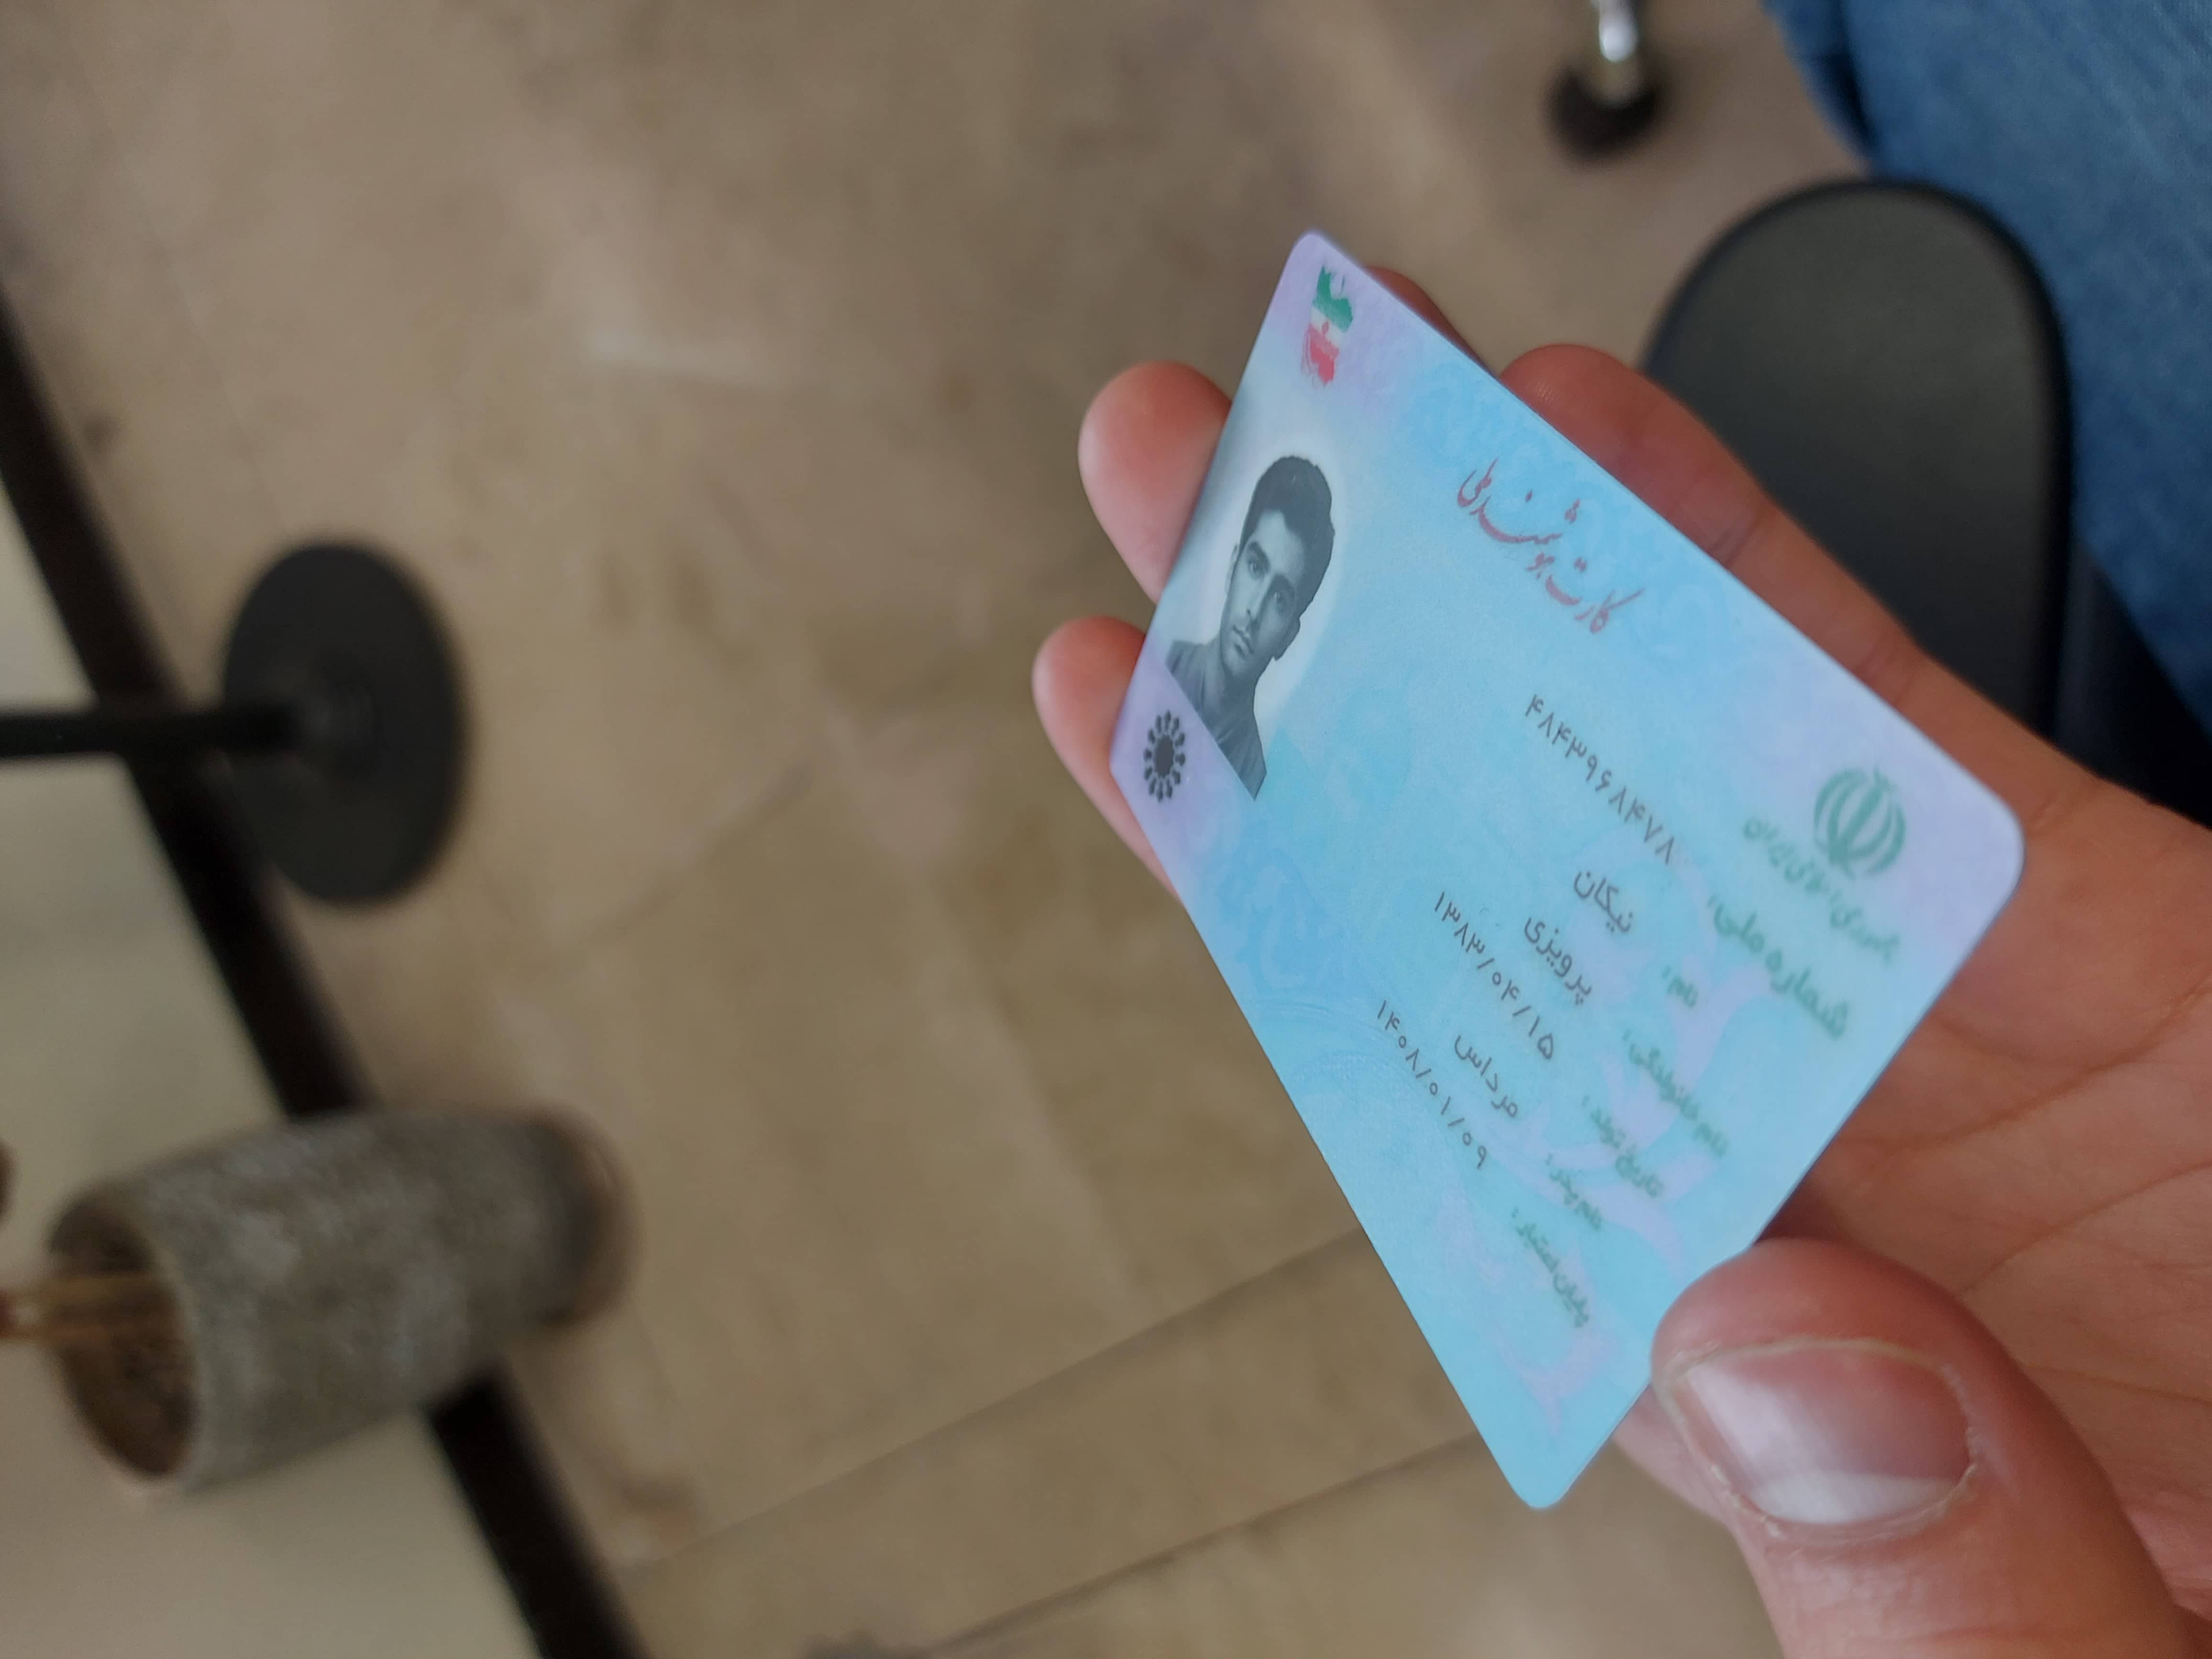 کارت هوشمند ملی
جمهوری اسلامی ایران
شماره ملی: ۴۸۴۳۹۶۸۴۷۸
نام: نیکان
نام خانوادگی: پرویزی
تاریخ تولد: ۱۳۸۳/۰۴/۱۵
نام پدر: مرداس
پایان اعتبار: ۱۴۰۸/۰۱/۰۹